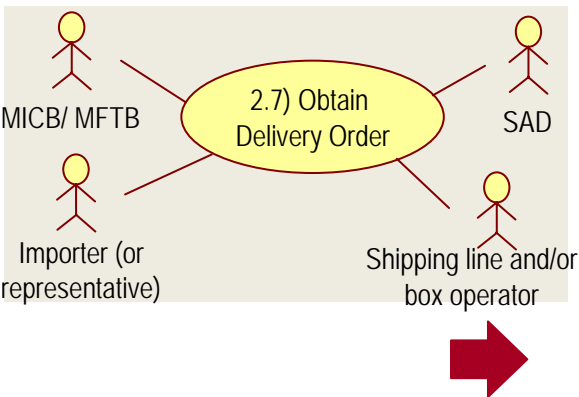 MICB/ MFTB
2.7) Obtain
Delivery Order
SAD
Importer (or
representative)
Shipping line and/or
box operator